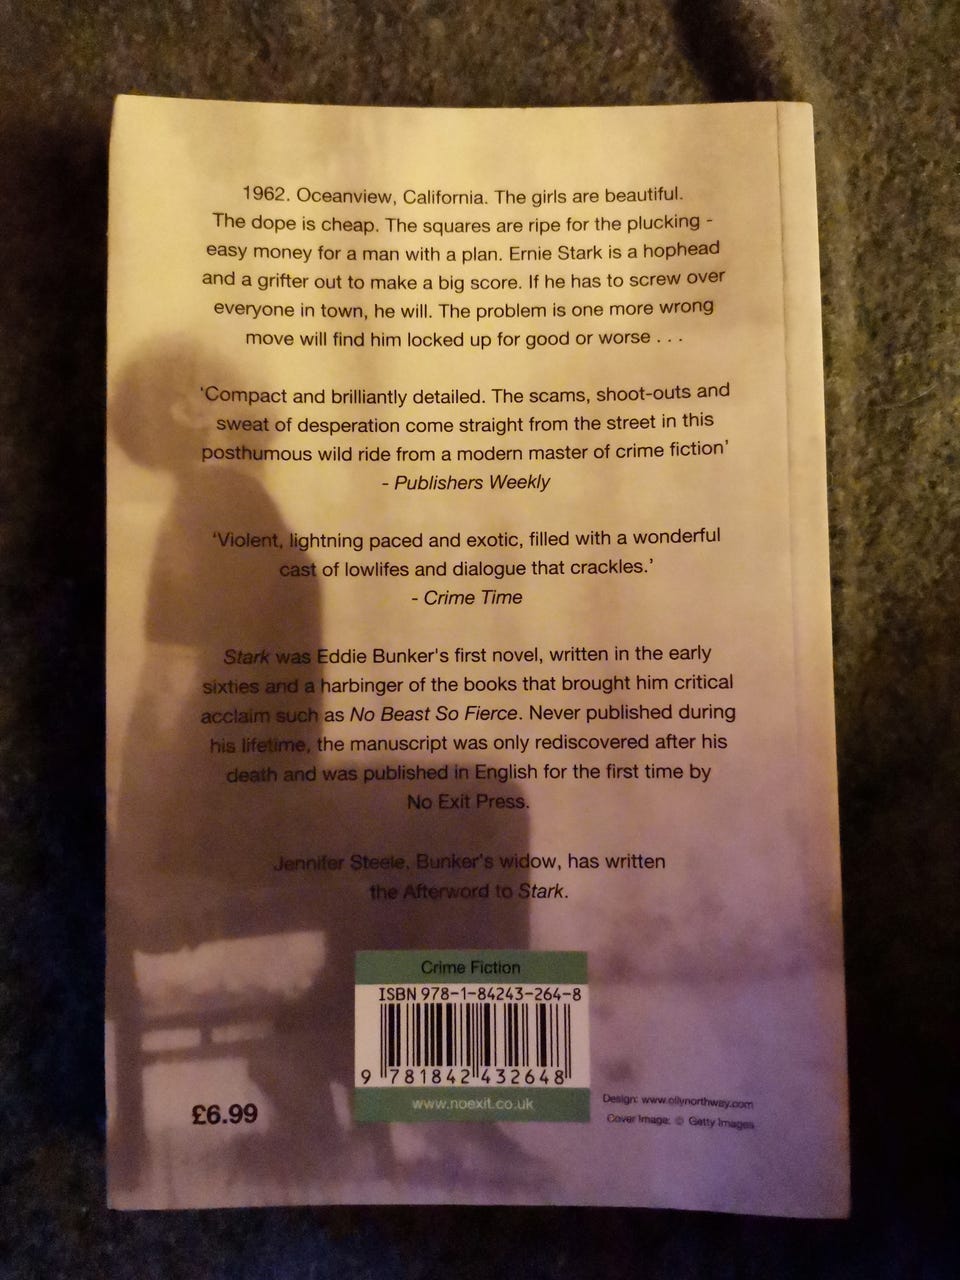 1962. Oceanview, California. The girls are beautiful.
The dope is cheap. The squares are ripe for the plucking -
easy money for a man with a plan. Ernie Stark is a hophead
and a grifter out to make a big score. If he has to screw over
everyone in town, he will. The problem is one more wrong
move will find him locked up for good or worse . . .
'Compact and brilliantly detailed. The scams, shoot-outs and
sweat of desperation come straight from the street in this
posthumous wild ride from a modern master of crime fiction'
- Publishers Weekly
'Violent, lightning paced and exotic, filled with a wonderful
cast of lowlifes and dialogue that crackles.'
- Crime Time
Stark was Eddie Bunker's first novel, written in the early
sixties and a harbinger of the books that brought him critical
acclaim such as No Beast So Fierce. Never published during
his lifetime, the manuscript was only rediscovered after his
death and was published in English for the first time by
No Exit Press.
Jennifer Steele, Bunker's widow, has written
the Afterword to Stark.
Crime Fiction
ISBN 978-1-84243-264-8
9 781842 432648
www.noexit.co.uk
£6.99
Design: www.ollynorthway.com
Cover Image: © Getty Images